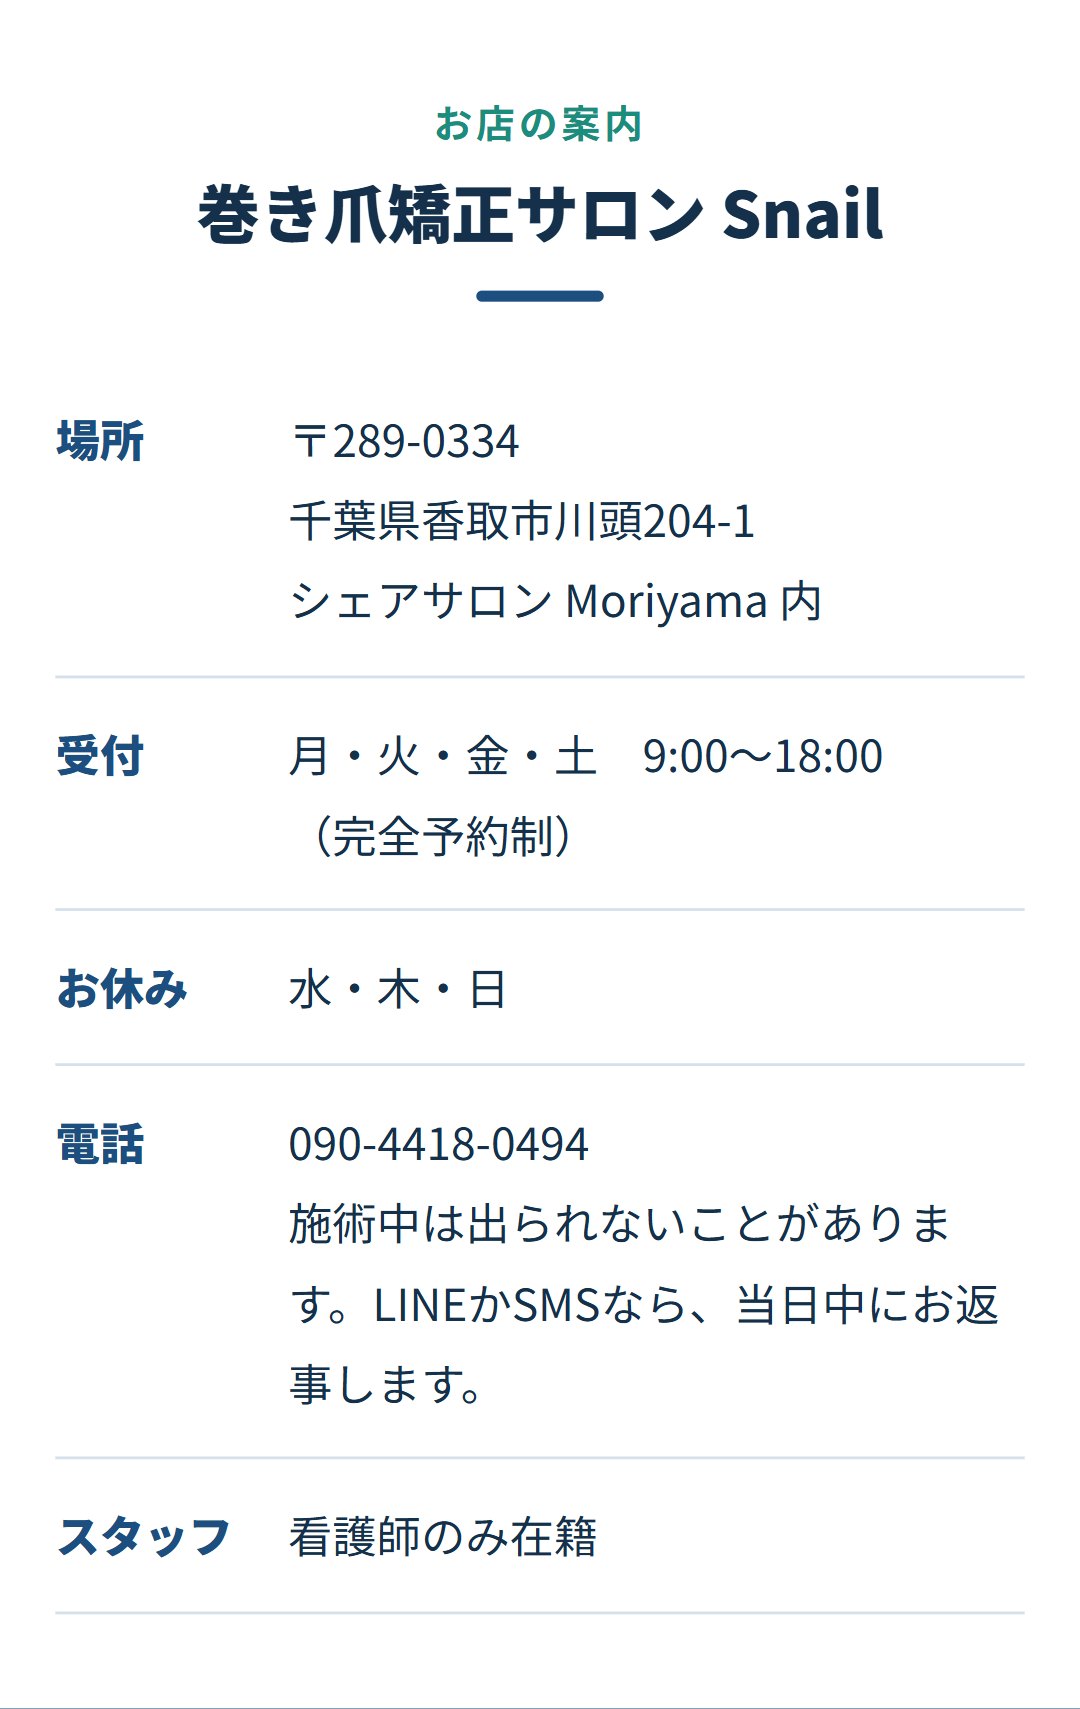 お店の案内
巻き爪矯正サロン Snail
場所
〒289-0334
千葉県香取市川頭204-1
シェアサロン Moriyama 内
受付
月・火・金・土　9:00〜18:00
（完全予約制）
お休み
水・木・日
電話
090-4418-0494
施術中は出られないことがありま
す。LINEかSMSなら、当日中にお返
事します。
スタッフ
看護師のみ在籍